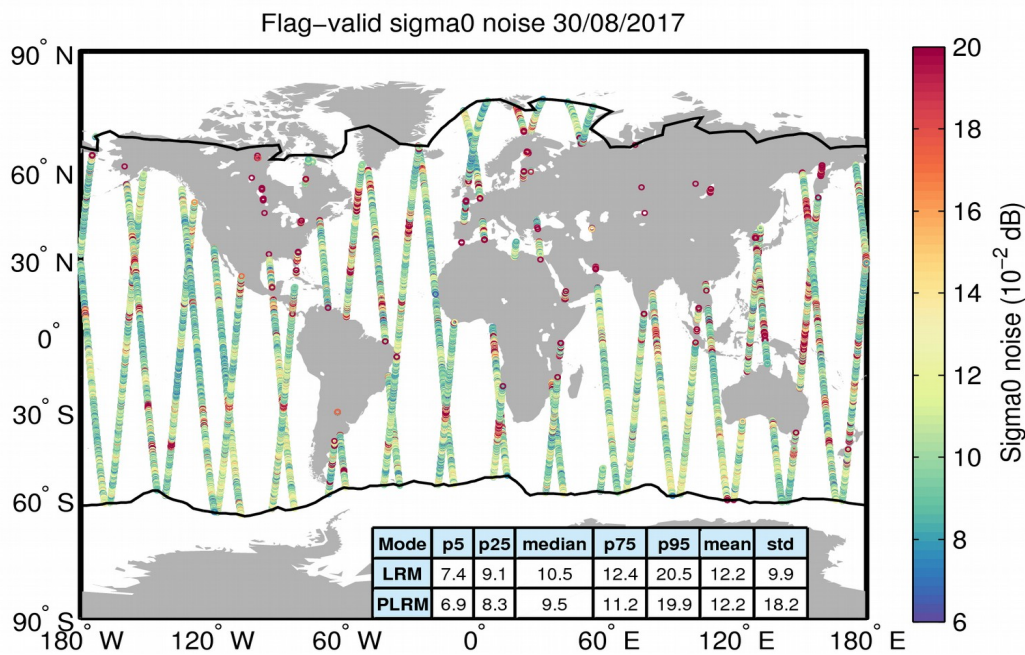 Flag−valid sigma0 noise 30/08/2017
90° N
60° N
30° N
0°
30° S
60° S
90° S
180° W
120° W
60° W
0°
60° E
120° E
180° E
Mode p5 p25 median p75 p95 mean std
LRM 7.4 9.1 10.5 12.4 20.5 12.2 9.9
PLRM 6.9 8.3 9.5 11.2 19.9 12.2 18.2
20
18
16
14
12
10
8
6
Sigma0 noise (10−2 dB)